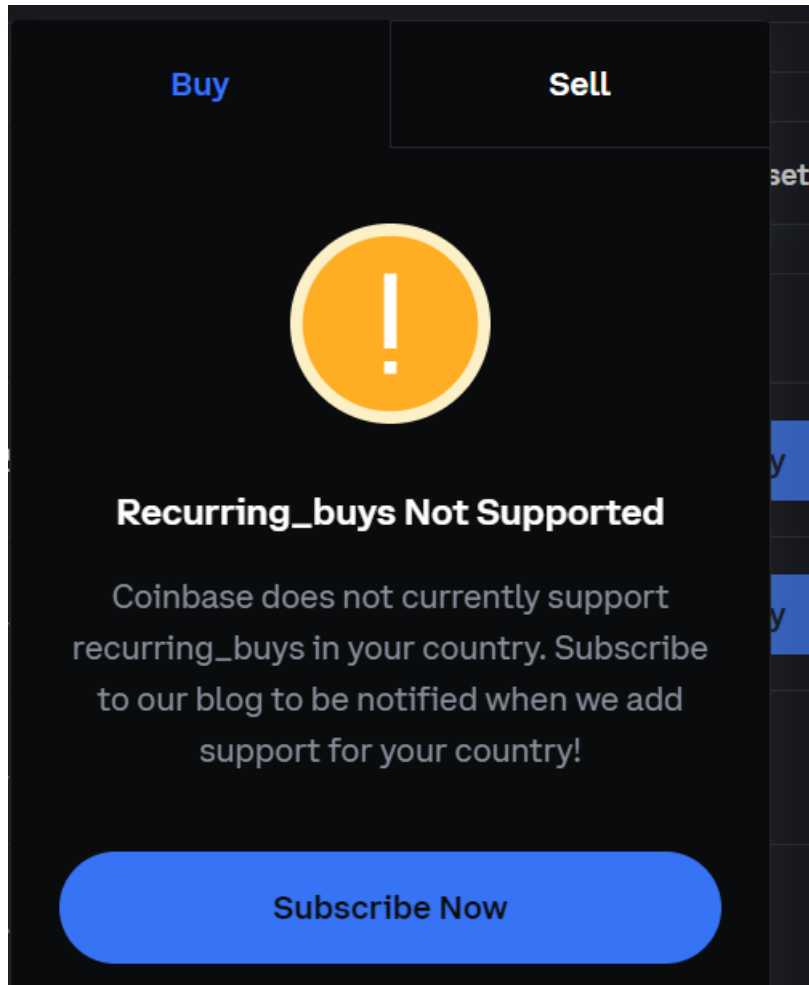 Buy
Sell
set
!
Recurring_buys Not Supported
Coinbase does not currently support
recurring_buys in your country. Subscribe
to our blog to be notified when we add
support for your country!
y
y
Subscribe Now